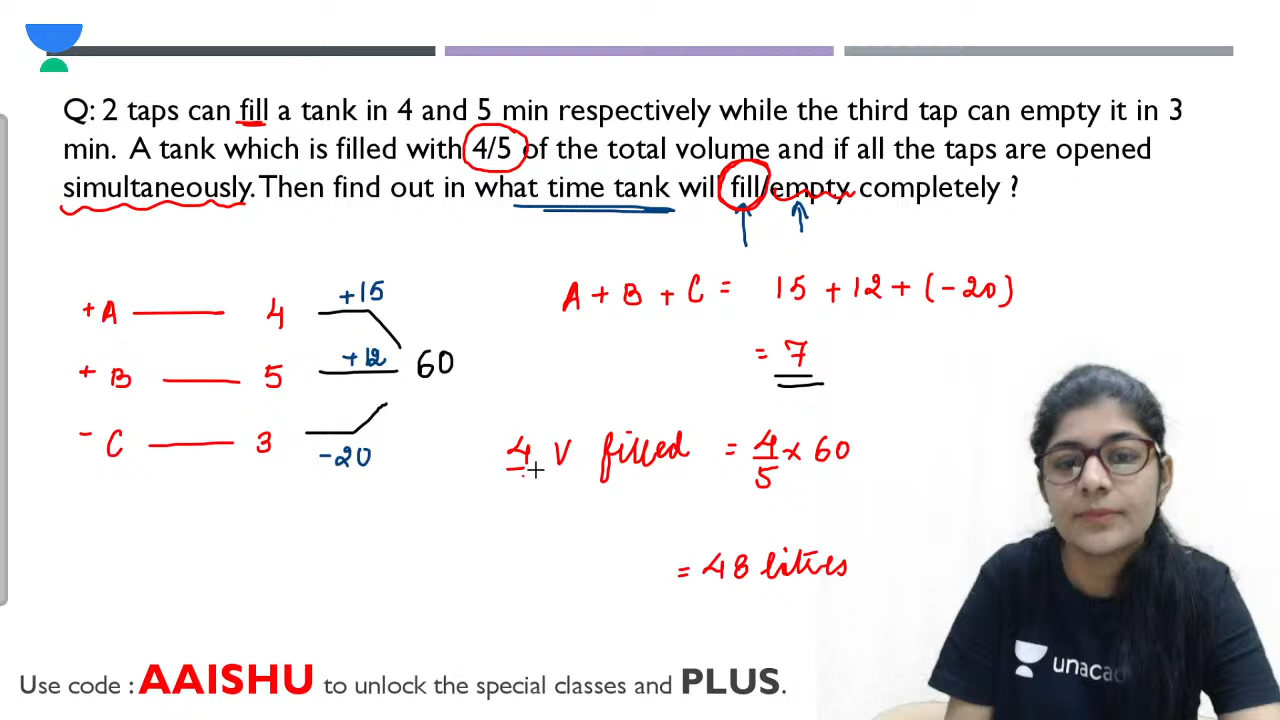 Q: 2 taps can fill a tank in 4 and 5 min respectively while the third tap can empty it in 3
min. A tank which is filled with 4/5 of the total volume and if all the taps are opened
simultaneously. Then find out in what time tank will fill/empty completely ?
+A 4 +15
+ B 5 +12 60
- C 3 -20
A + B + C = 15 + 12 + (-20)
= 7
4 V filled = 4/5 x 60
= 48 litres
unacad
Use code : AAISHU to unlock the special classes and PLUS.